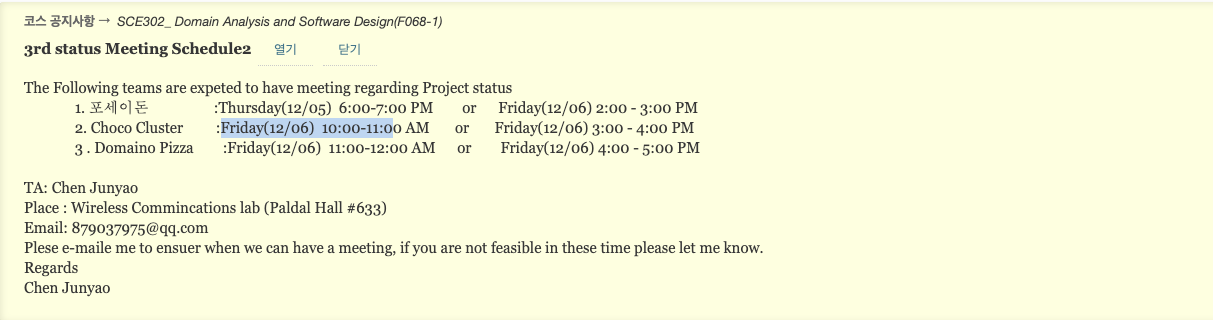 코스 공지사항 → SCE302_ Domain Analysis and Software Design(F068-1)
3rd status Meeting Schedule2 열기 닫기
The Following teams are expeted to have meeting regarding Project status
1. 포세이돈 :Thursday(12/05) 6:00-7:00 PM or Friday(12/06) 2:00 - 3:00 PM
2. Choco Cluster :Friday(12/06) 10:00-11:00 AM or Friday(12/06) 3:00 - 4:00 PM
3 . Domaino Pizza :Friday(12/06) 11:00-12:00 AM or Friday(12/06) 4:00 - 5:00 PM
TA: Chen Junyao
Place : Wireless Commincations lab (Paldal Hall #633)
Email: 879037975@qq.com
Plese e-maile me to ensuer when we can have a meeting, if you are not feasible in these time please let me know.
Regards
Chen Junyao